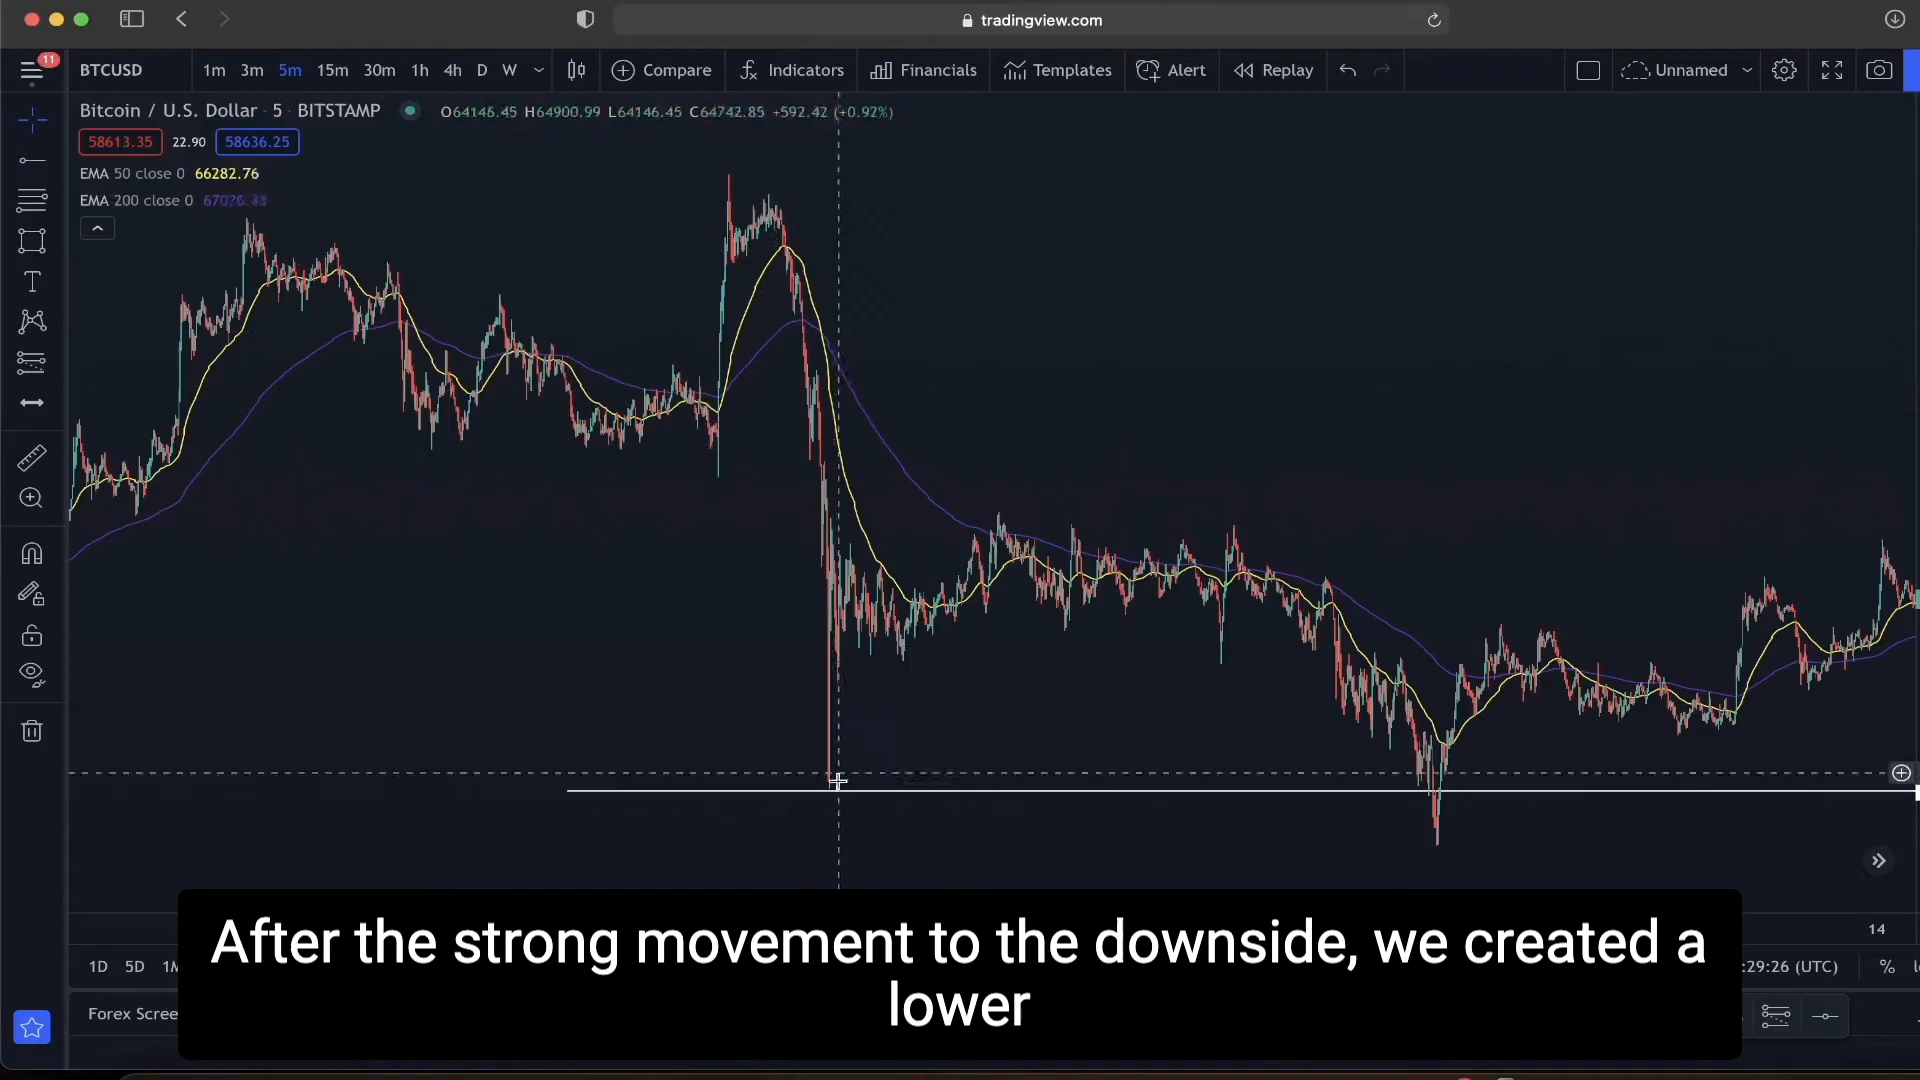 tradingview.com
11
BTCUSD 1m 3m 5m 15m 30m 1h 4h D W Compare Indicators Financials Templates Alert Replay Unnamed
Bitcoin / U.S. Dollar · 5 · BITSTAMP O64146.45 H64900.99 L64146.45 C64742.85 +592.42 (+0.92%)
58613.35 22.90 58636.25
EMA 50 close 0 66282.76
EMA 200 close 0
14
1D 5D 1M :29:26 (UTC) %
Forex Scree
After the strong movement to the downside, we created a
lower